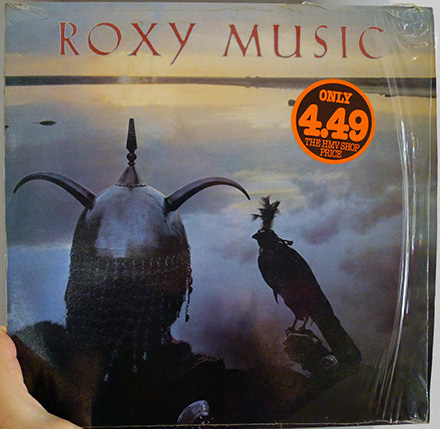 ROXY MUSIC
ONLY
4.49
THE HMV SHOP
PRICE